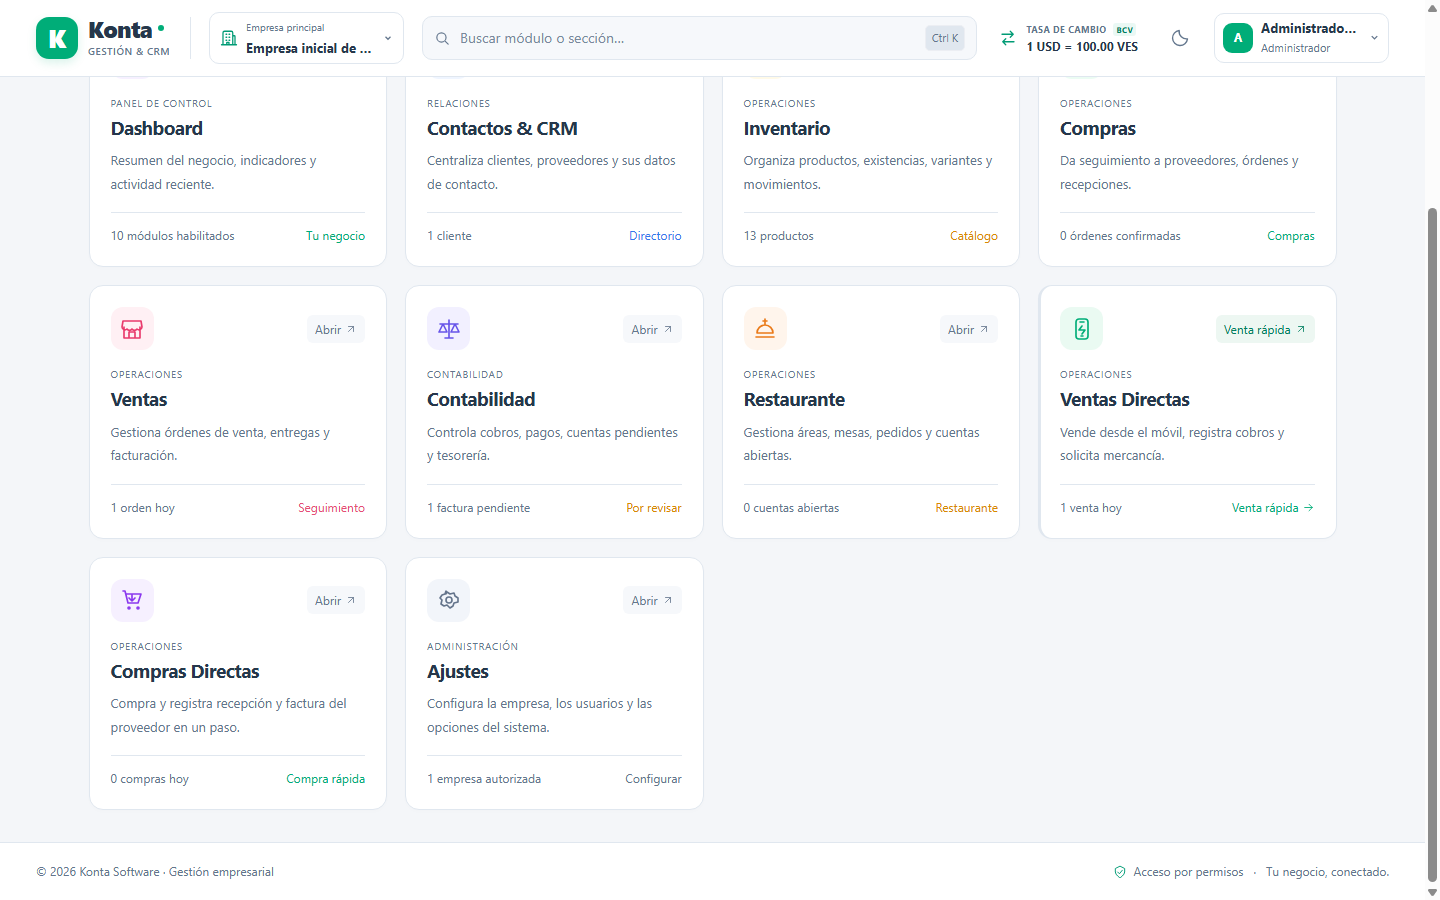 K
Konta
GESTIÓN & CRM
Empresa principal
Empresa inicial de ...
Buscar módulo o sección...
Ctrl K
TASA DE CAMBIO BCV
1 USD = 100.00 VES
A
Administrado...
Administrador
PANEL DE CONTROL
Dashboard
Resumen del negocio, indicadores y
actividad reciente.
10 módulos habilitados
Tu negocio
RELACIONES
Contactos & CRM
Centraliza clientes, proveedores y sus datos
de contacto.
1 cliente
Directorio
OPERACIONES
Inventario
Organiza productos, existencias, variantes y
movimientos.
13 productos
Catálogo
OPERACIONES
Compras
Da seguimiento a proveedores, órdenes y
recepciones.
0 órdenes confirmadas
Compras
Abrir
OPERACIONES
Ventas
Gestiona órdenes de venta, entregas y
facturación.
1 orden hoy
Seguimiento
Abrir
CONTABILIDAD
Contabilidad
Controla cobros, pagos, cuentas pendientes
y tesorería.
1 factura pendiente
Por revisar
Abrir
OPERACIONES
Restaurante
Gestiona áreas, mesas, pedidos y cuentas
abiertas.
0 cuentas abiertas
Restaurante
Venta rápida
OPERACIONES
Ventas Directas
Vende desde el móvil, registra cobros y
solicita mercancía.
1 venta hoy
Venta rápida →
Abrir
OPERACIONES
Compras Directas
Compra y registra recepción y factura del
proveedor en un paso.
0 compras hoy
Compra rápida
Abrir
ADMINISTRACIÓN
Ajustes
Configura la empresa, los usuarios y las
opciones del sistema.
1 empresa autorizada
Configurar
© 2026 Konta Software · Gestión empresarial
Acceso por permisos · Tu negocio, conectado.